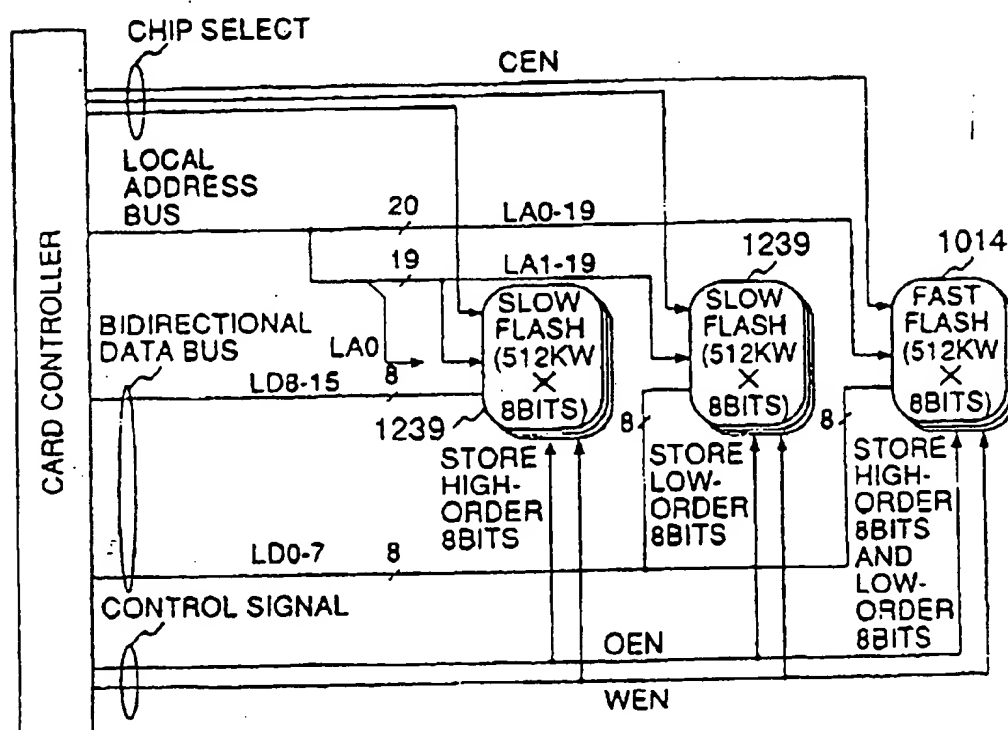 CHIP SELECT
CEN
LOCAL
ADDRESS
BUS
20
LA0-19
19
LA1-19
1239
1014
SLOW
FLASH
(512KW
×
8BITS)
SLOW
FLASH
(512KW
×
8BITS)
FAST
FLASH
(512KW
×
8BITS)
BIDIRECTIONAL
DATA BUS
LA0
8
LD8-15
1239
8
8
CARD CONTROLLER
STORE
HIGH-
ORDER
8BITS
STORE
LOW-
ORDER
8BITS
STORE
HIGH-
ORDER
8BITS
AND
LOW-
ORDER
8BITS
LD0-7
8
CONTROL SIGNAL
OEN
WEN